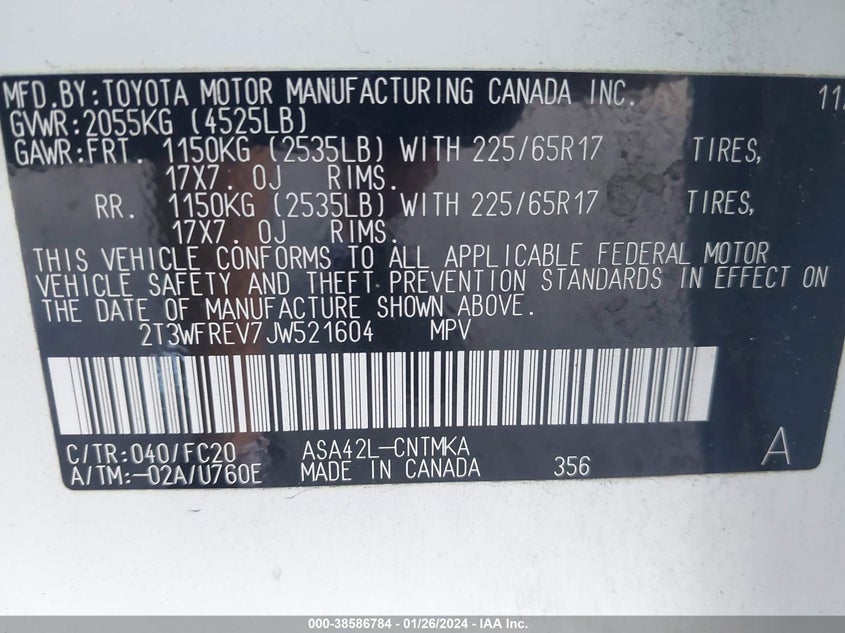 MFD.BY:TOYOTA MOTOR MANUFACTURING CANADA INC. 11/
GVWR:2055KG (4525LB)
GAWR:FRT. 1150KG (2535LB) WITH 225/65R17 TIRES,
17X7. OJ RIMS.
RR. 1150KG (2535LB) WITH 225/65R17 TIRES,
17X7. OJ RIMS.
THIS VEHICLE CONFORMS TO ALL APPLICABLE FEDERAL MOTOR
VEHICLE SAFETY AND THEFT PREVENTION STANDARDS IN EFFECT ON
THE DATE OF MANUFACTURE SHOWN ABOVE.
2T3WFREV7JW521604 MPV
C/TR:040/FC20 ASA42L-CNTMKA A
A/TM:-02A/U760E MADE IN CANADA 356
000-38586784 - 01/26/2024 - IAA Inc.